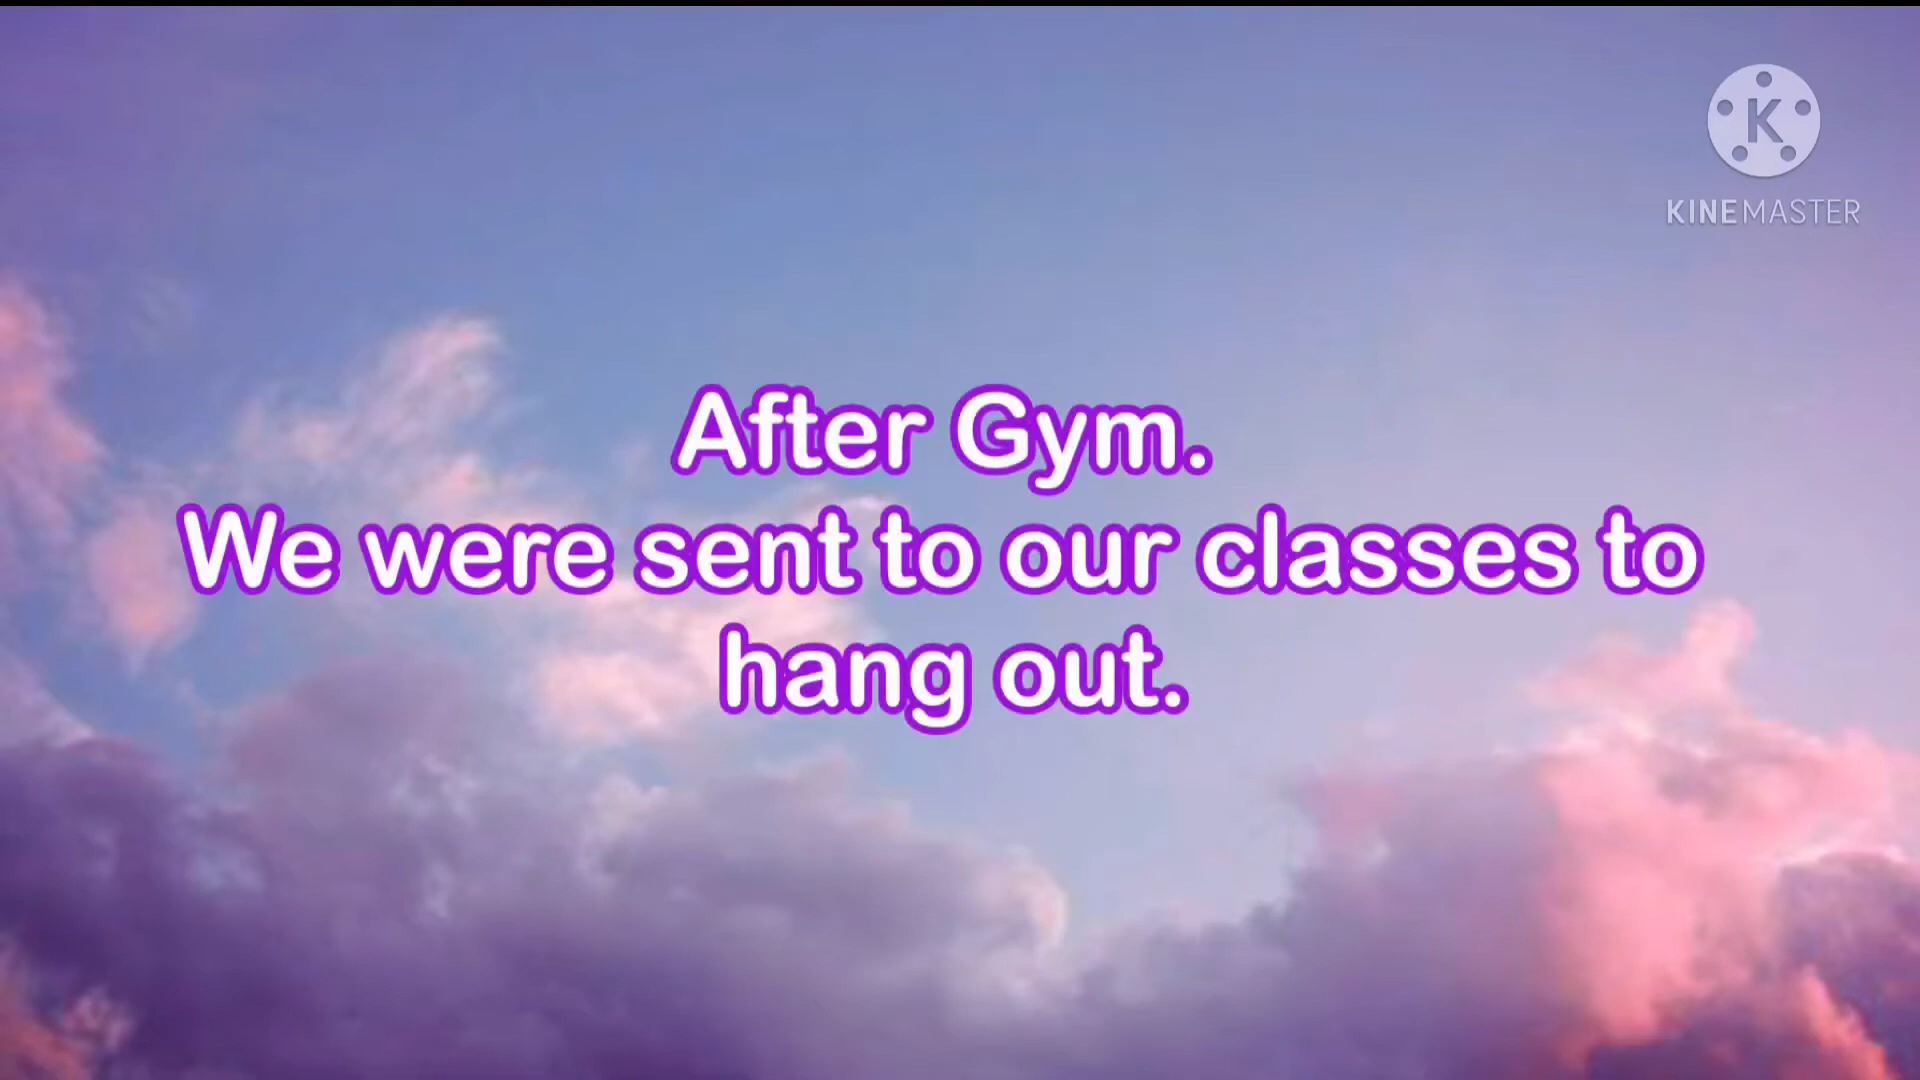 K
KINEMASTER
After Gym.
We were sent to our classes to
hang out.